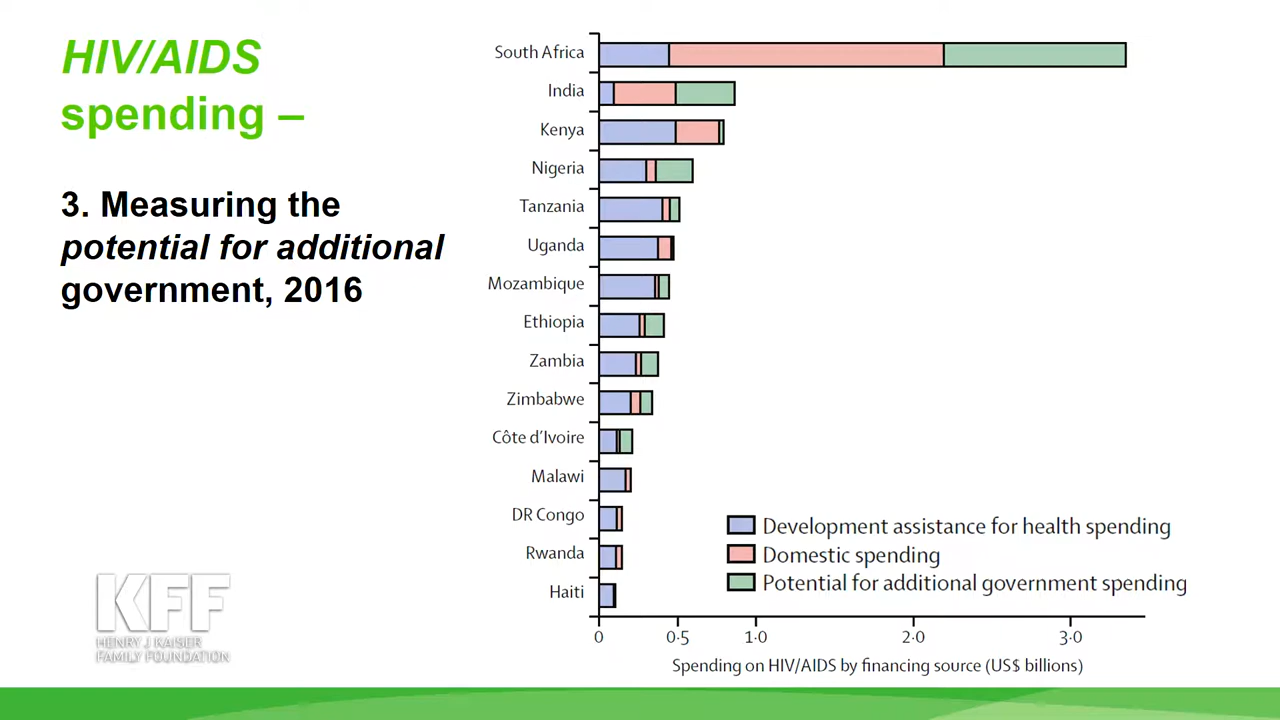 HIV/AIDS
spending –
3. Measuring the
potential for additional
government, 2016
South Africa
India
Kenya
Nigeria
Tanzania
Uganda
Mozambique
Ethiopia
Zambia
Zimbabwe
Côte d'Ivoire
Malawi
DR Congo
Rwanda
Haiti
Development assistance for health spending
Domestic spending
Potential for additional government spending
0 0·5 1·0 2·0 3·0
Spending on HIV/AIDS by financing source (US$ billions)
KFF
HENRY J KAISER
FAMILY FOUNDATION